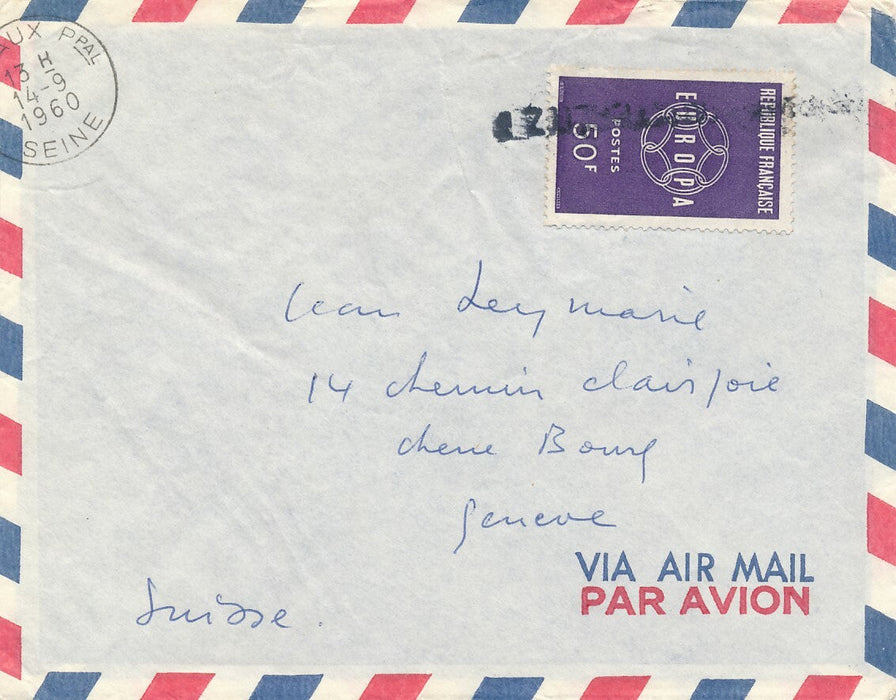 AUX PPAL
13 H
14-9
1960
SEINE
REPUBLIQUE FRANÇAISE
EUROPA
POSTES
50F
Jean Leymarie
14 chemin clairjoie
chene Bourg
Geneve
Suisse.
VIA AIR MAIL
PAR AVION